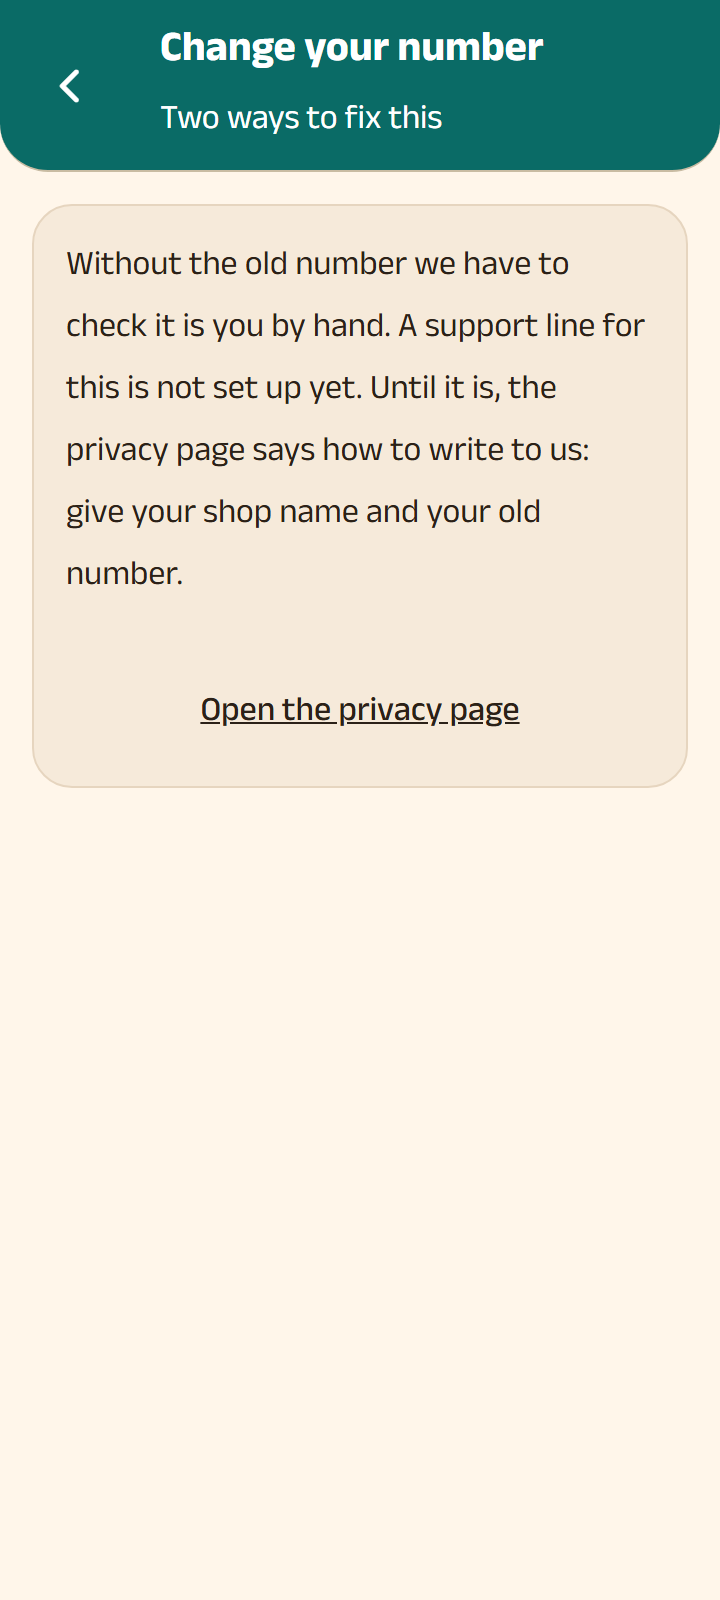 Change your number
Two ways to fix this
Without the old number we have to
check it is you by hand. A support line for
this is not set up yet. Until it is, the
privacy page says how to write to us:
give your shop name and your old
number.
Open the privacy page